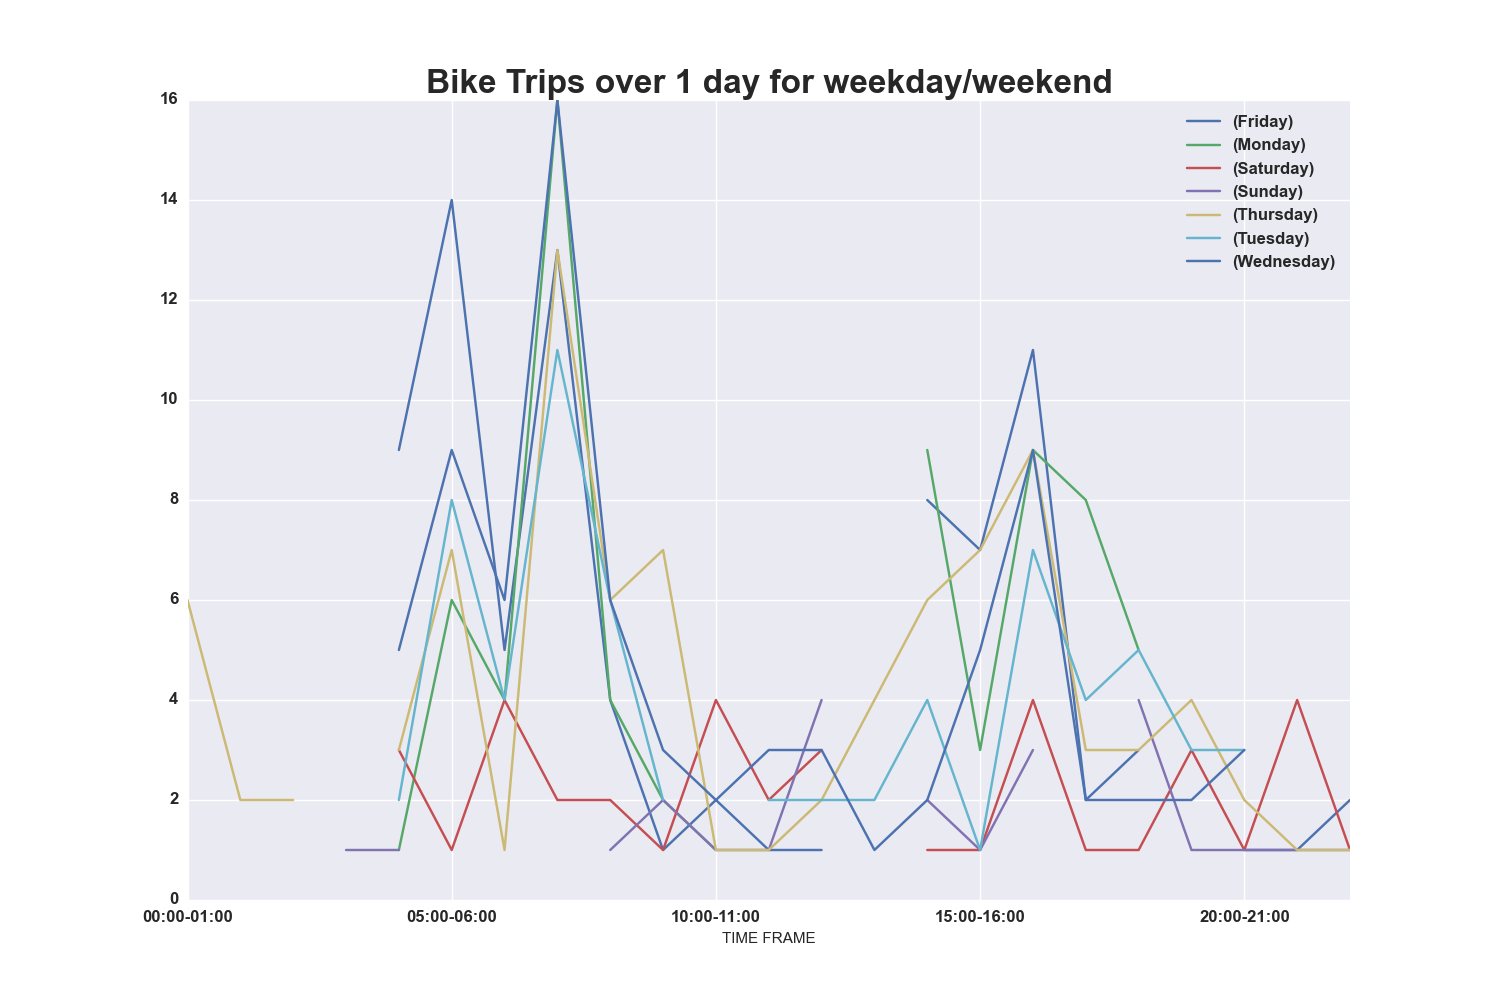 Bike Trips over 1 day for weekday/weekend
16
14
12
10
8
6
4
2
0
(Friday)
(Monday)
(Saturday)
(Sunday)
(Thursday)
(Tuesday)
(Wednesday)
00:00-01:00 05:00-06:00 10:00-11:00 15:00-16:00 20:00-21:00
TIME FRAME